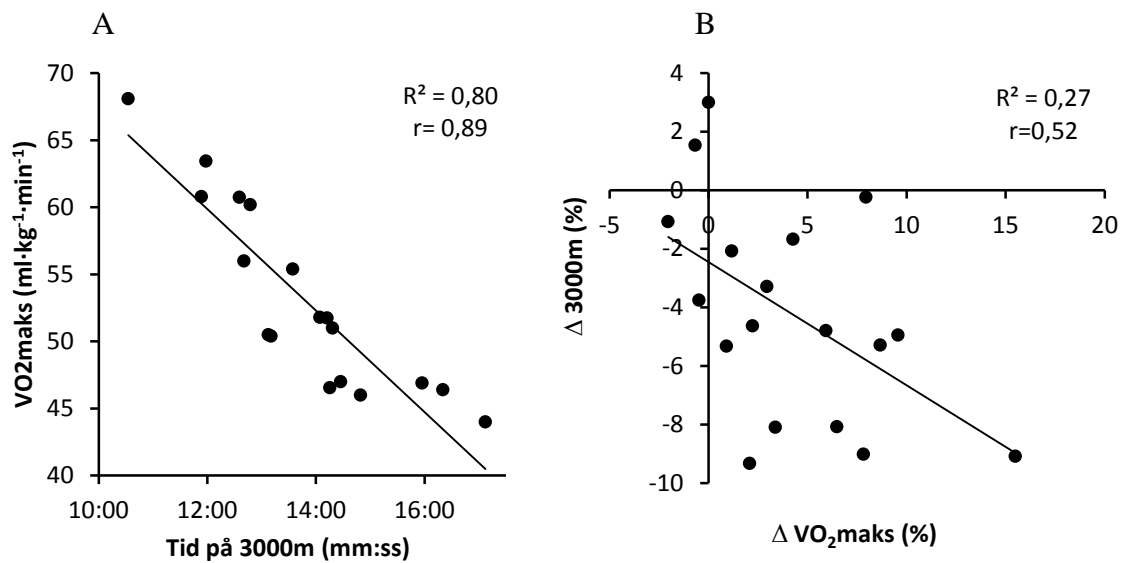 A
R² = 0,80
r= 0,89
VO2maks (ml·kg⁻¹·min⁻¹)
70
65
60
55
50
45
40
10:00 12:00 14:00 16:00
Tid på 3000m (mm:ss)
B
R² = 0,27
r=0,52
Δ 3000m (%)
4
2
0
-2
-4
-6
-8
-10
-5 0 5 10 15 20
Δ VO₂maks (%)